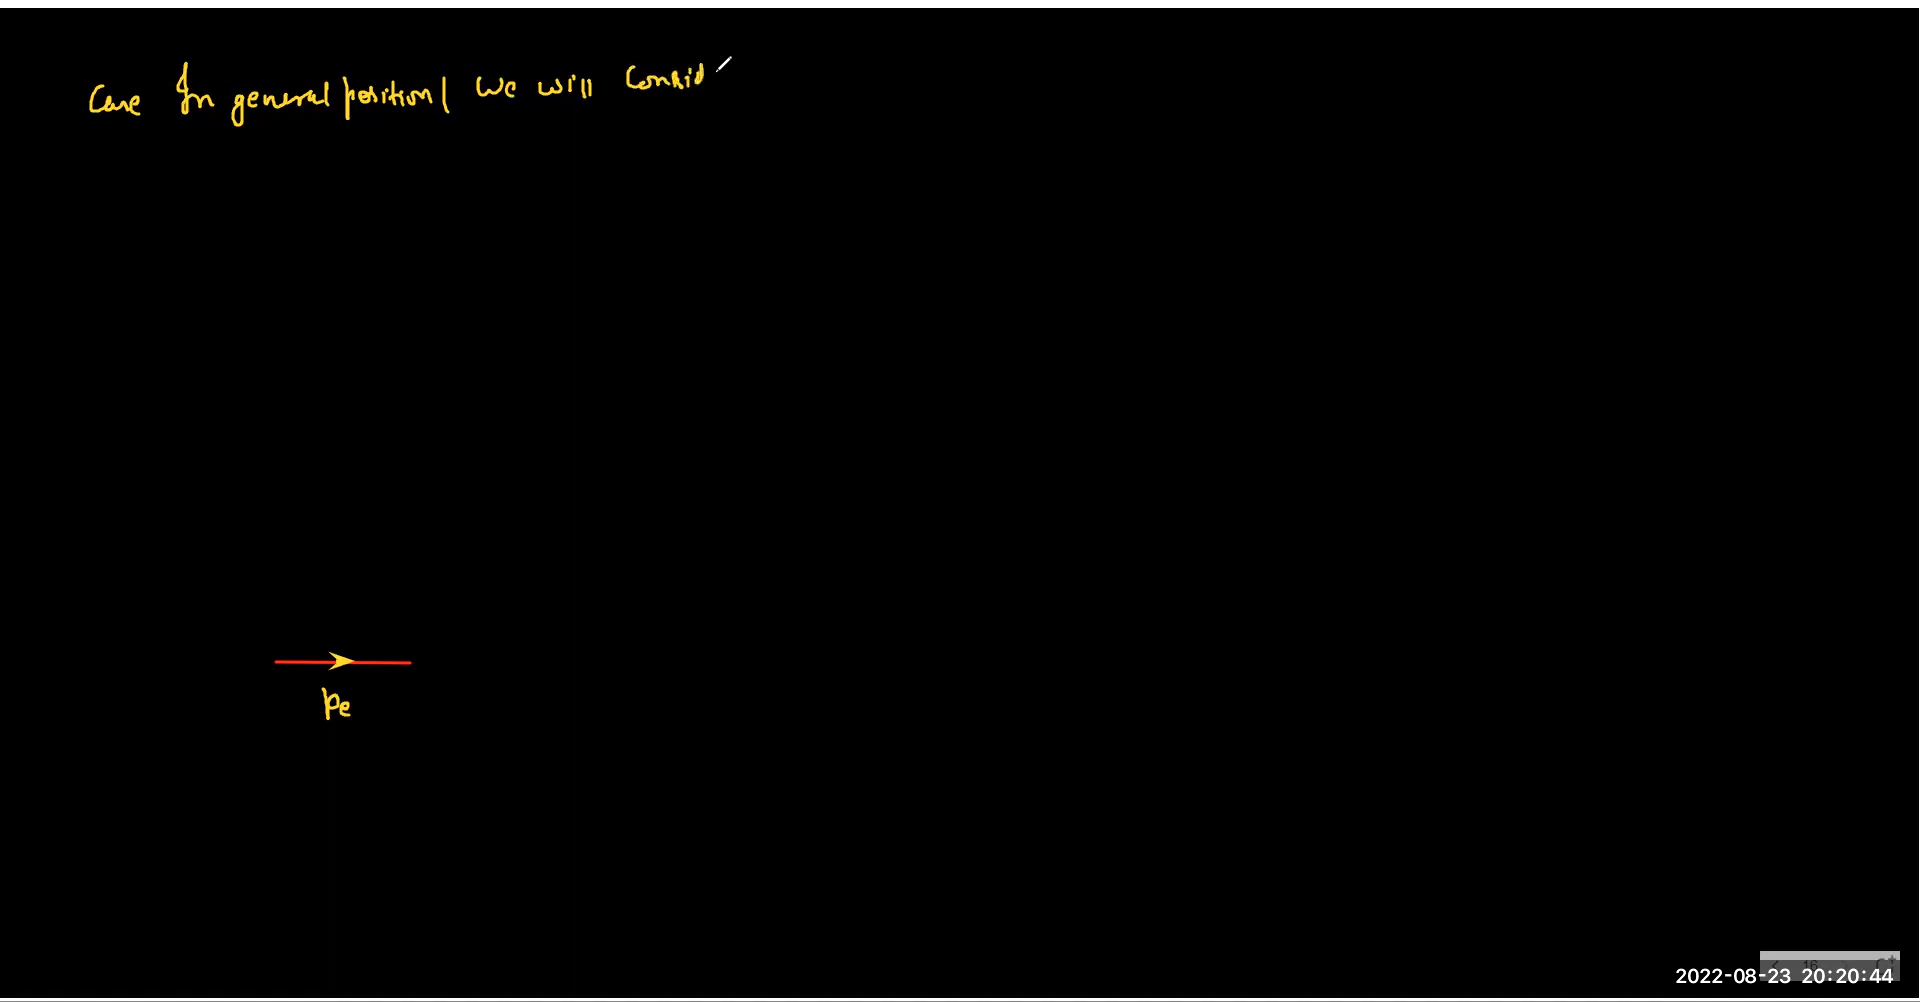 Case In general position | we will Consid
Pe
2022-08-23 20:20:44